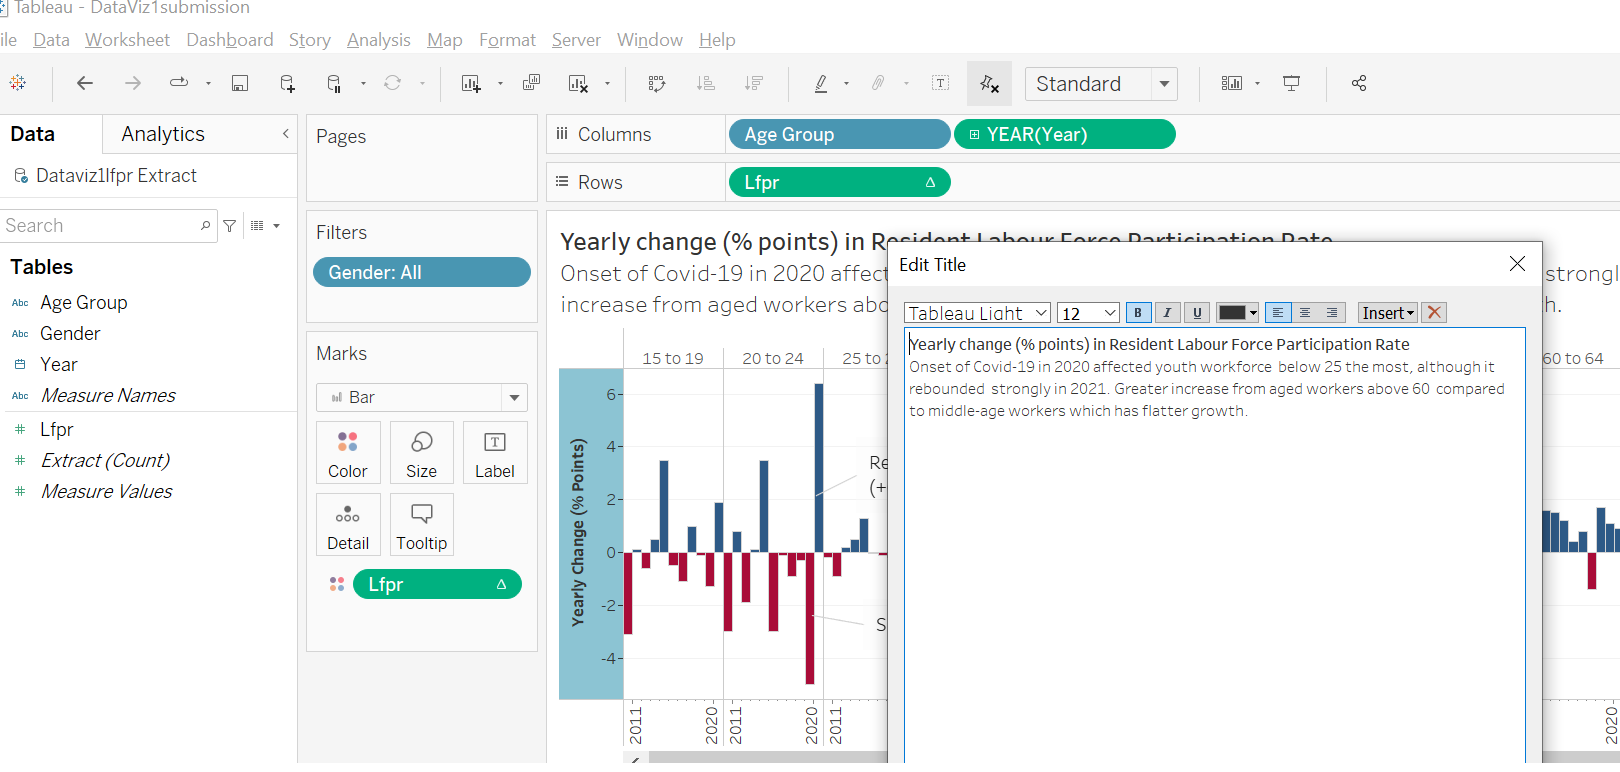 Tableau - DataViz1submission
ile Data Worksheet Dashboard Story Analysis Map Format Server Window Help
Standard
Data Analytics
Dataviz1lfpr Extract
Search
Tables
Abc Age Group
Abc Gender
Year
Abc Measure Names
# Lfpr
# Extract (Count)
# Measure Values
Pages
Filters
Gender: All
Marks
Bar
Color Size Label
Detail Tooltip
Lfpr Δ
Columns Age Group YEAR(Year)
Rows Lfpr Δ
Yearly change (% points) in Resident Labour Force Participation Rate
Onset of Covid-19 in 2020 affect
strongl
increase from aged workers abo
h.
15 to 19 20 to 24 25 to
60 to 64
Yearly Change (% Points)
6
4
2
0
-2
-4
Re
(+
S
2011 2020 2011 2020 2011
2020
Edit Title
Tableau Light 12 B I U Insert
Yearly change (% points) in Resident Labour Force Participation Rate
Onset of Covid-19 in 2020 affected youth workforce below 25 the most, although it
rebounded strongly in 2021. Greater increase from aged workers above 60 compared
to middle-age workers which has flatter growth.